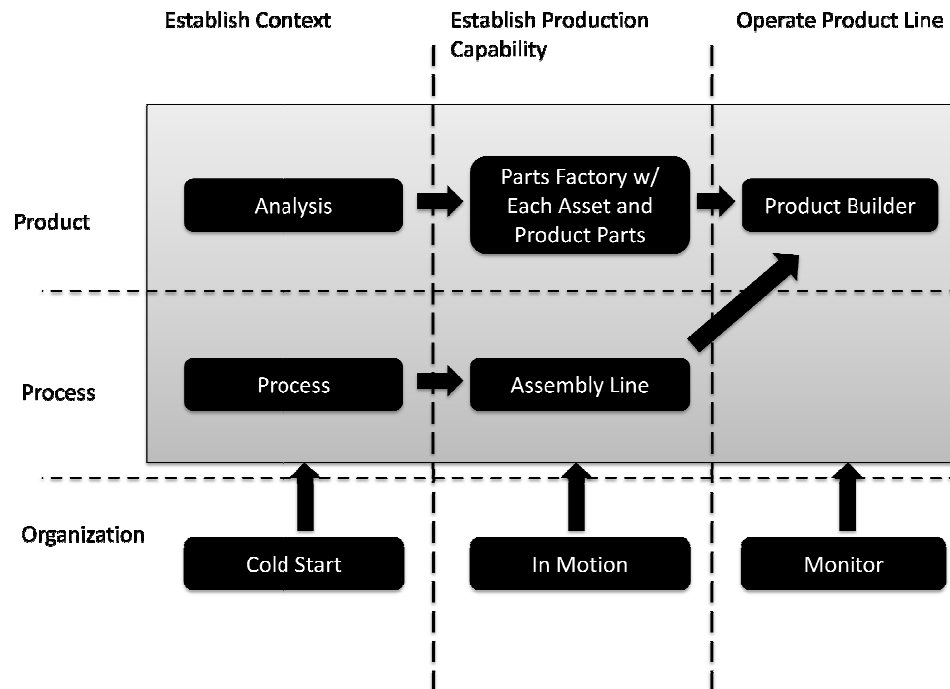 Establish Context
Establish Production
Capability
Operate Product Line
Product
Analysis
Parts Factory w/
Each Asset and
Product Parts
Product Builder
Process
Process
Assembly Line
Organization
Cold Start
In Motion
Monitor